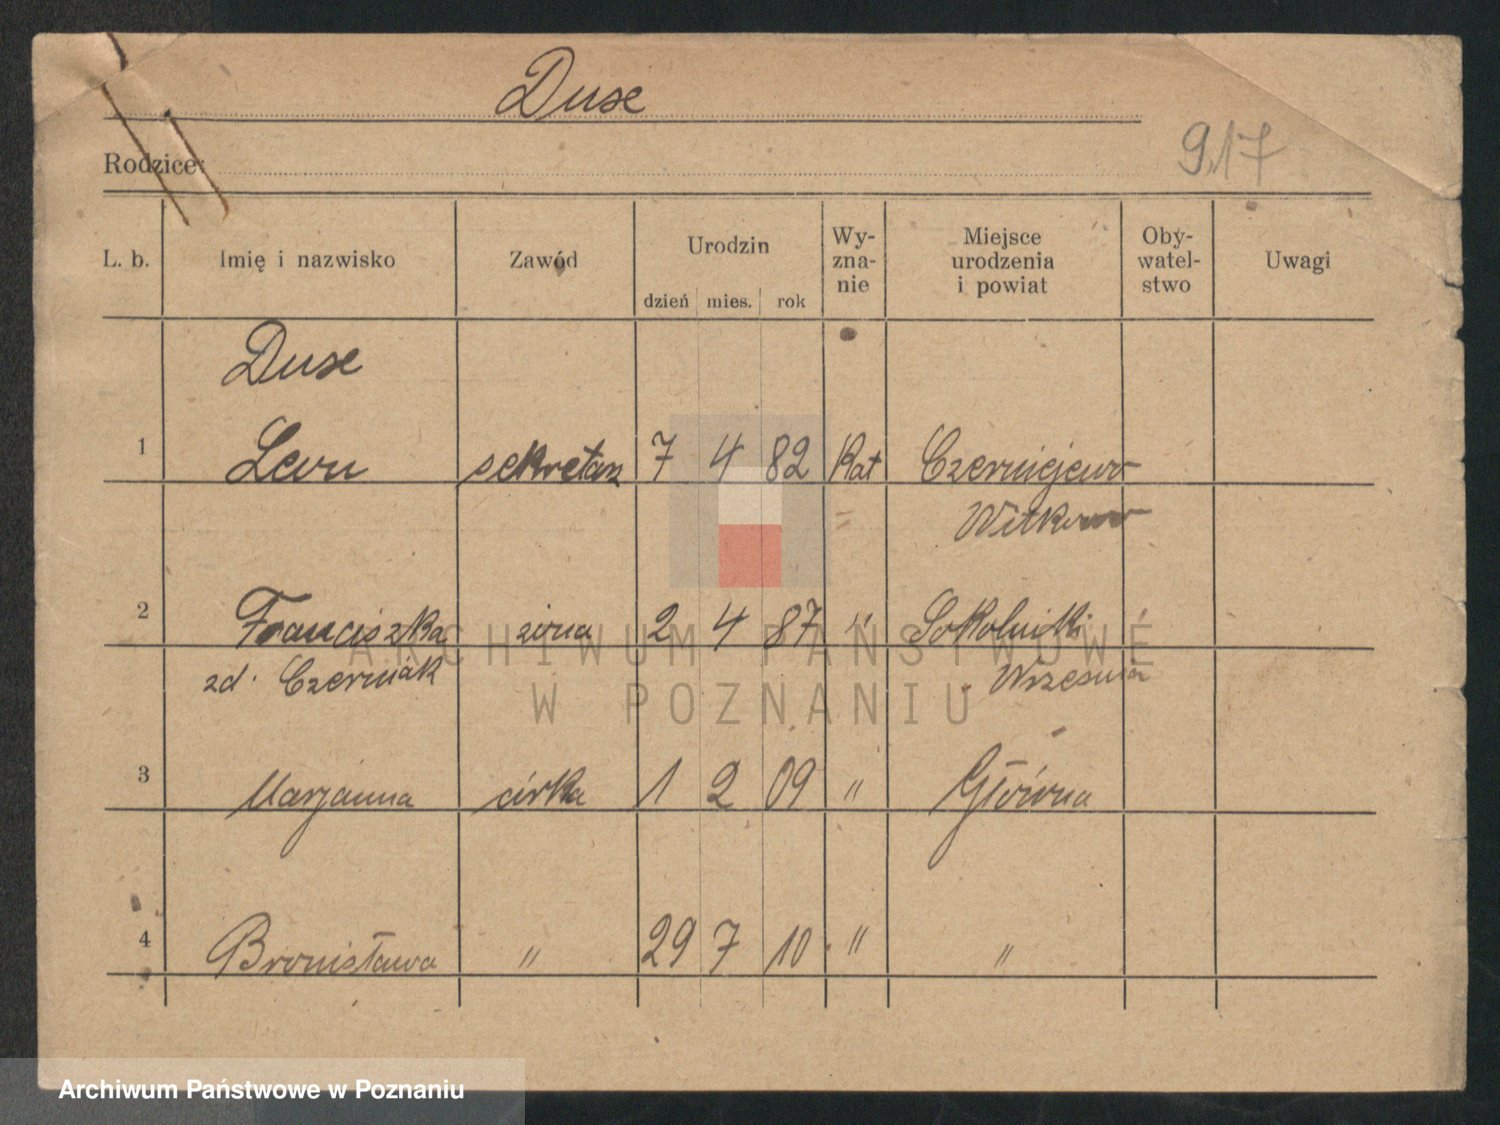 Duse
917
Rodzice:
L. b. Imię i nazwisko Zawód Urodzin dzień mies. rok Wy-zna-nie Miejsce urodzenia i powiat Oby-watel-stwo Uwagi
Duse
1 Leon sekretarz 7 4 82 Kat Czerniejewo
Witkowo
2 Franciszka żona 2 4 87 " Sokolniki
zd. Czerniak Września
3 Marjanna córka 1 2 09 " Główna
4 Bronisława " 29 7 10 " "
ARCHIWUM PAŃSTWOWE
W POZNANIU
Archiwum Państwowe w Poznaniu